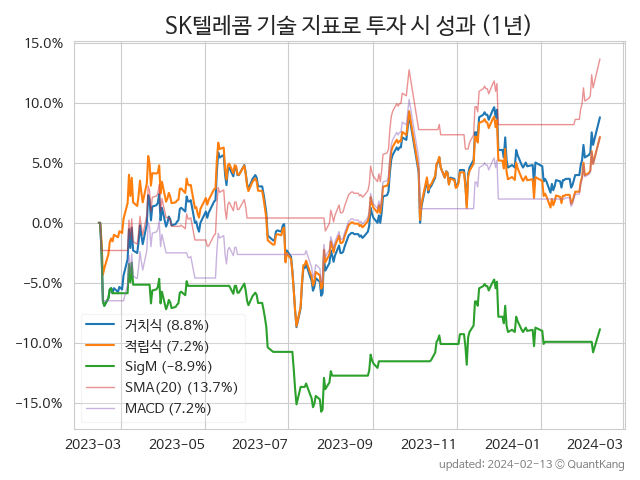 SK텔레콤 기술 지표로 투자 시 성과 (1년)
15.0%
10.0%
5.0%
0.0%
−5.0%
−10.0%
−15.0%
거치식 (8.8%)
적립식 (7.2%)
SigM (−8.9%)
SMA(20) (13.7%)
MACD (7.2%)
2023-03 2023-05 2023-07 2023-09 2023-11 2024-01 2024-03
updated: 2024-02-13 © QuantKang